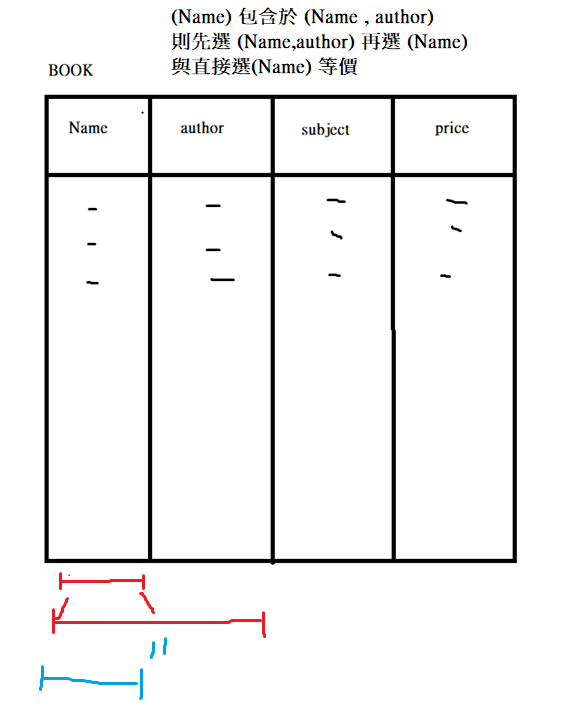 (Name) 包含於 (Name , author)
則先選 (Name,author) 再選 (Name)
與直接選(Name) 等價
BOOK
Name author subject price